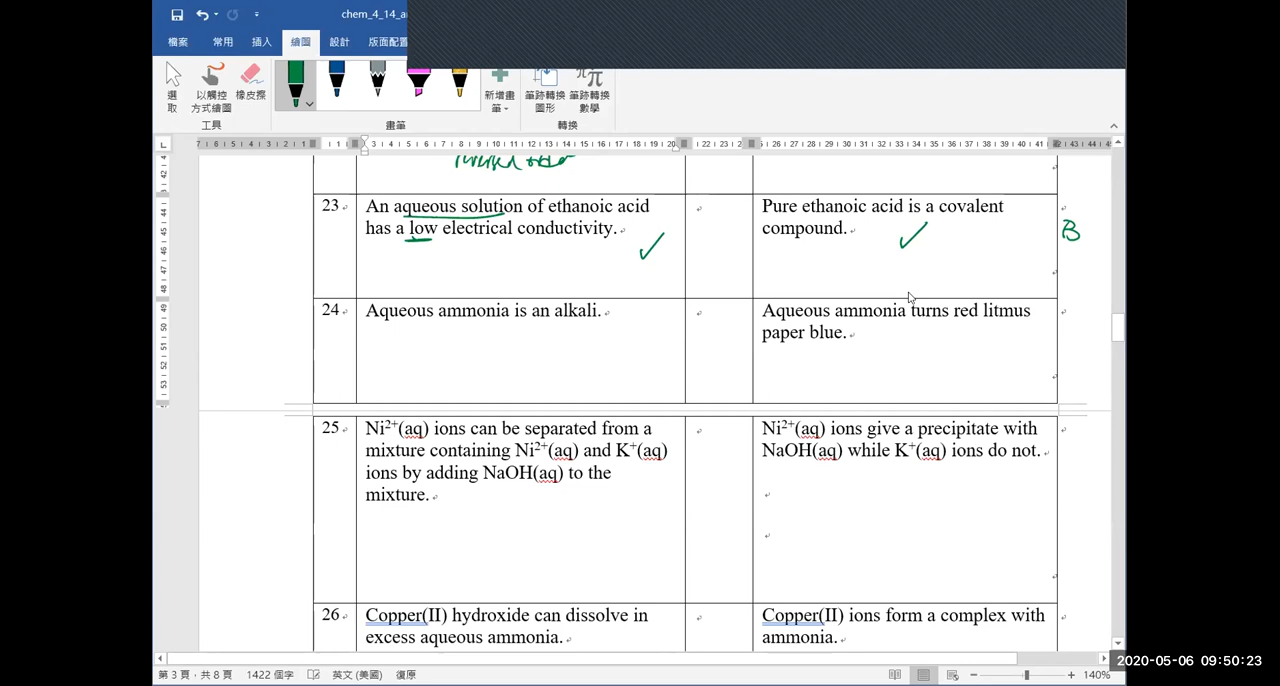 chem_4_14_a
檔案 常用 插入 繪圖 設計 版面配置
選取 以觸控方式繪圖 橡皮擦 新增畫筆 筆跡轉換圖形 筆跡轉換數學
工具 畫筆 轉換
23 An aqueous solution of ethanoic acid
has a low electrical conductivity. ✓
Pure ethanoic acid is a covalent
compound. ✓
B
24 Aqueous ammonia is an alkali.
Aqueous ammonia turns red litmus
paper blue.
25 Ni²⁺(aq) ions can be separated from a
mixture containing Ni²⁺(aq) and K⁺(aq)
ions by adding NaOH(aq) to the
mixture.
Ni²⁺(aq) ions give a precipitate with
NaOH(aq) while K⁺(aq) ions do not.
26 Copper(II) hydroxide can dissolve in
excess aqueous ammonia.
Copper(II) ions form a complex with
ammonia.
第 3 頁，共 8 頁 1422 個字 英文 (美國) 復原 140%
2020-05-06 09:50:23